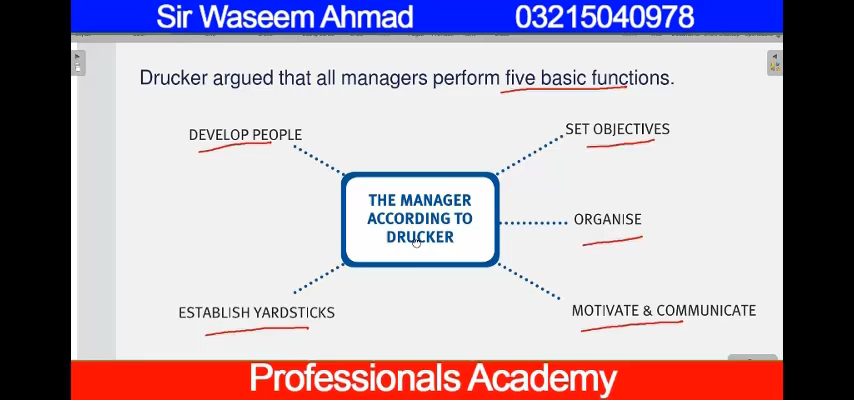 Sir Waseem Ahmad 03215040978
Drucker argued that all managers perform five basic functions.
DEVELOP PEOPLE
SET OBJECTIVES
THE MANAGER
ACCORDING TO
DRUCKER
ORGANISE
ESTABLISH YARDSTICKS
MOTIVATE & COMMUNICATE
Professionals Academy